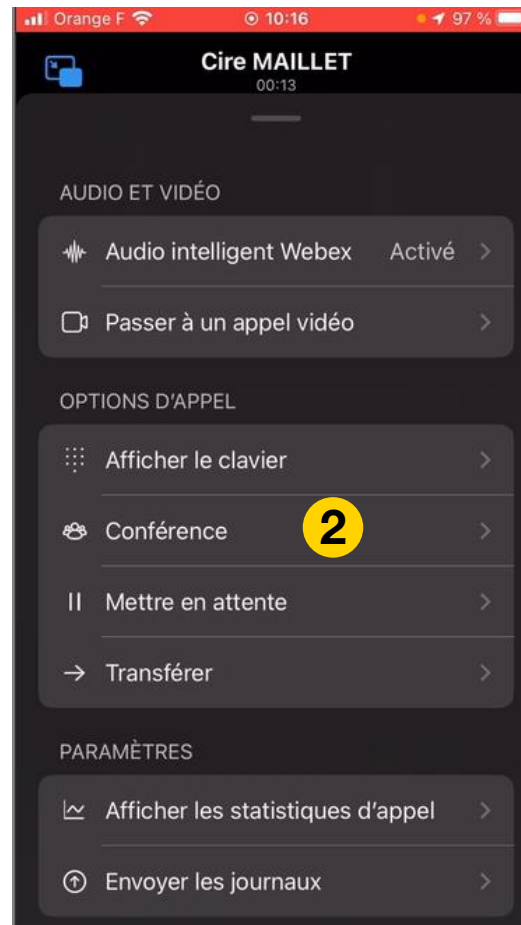 Orange F 10:16 97 %
Cire MAILLET
00:13
AUDIO ET VIDÉO
Audio intelligent Webex Activé
Passer à un appel vidéo
OPTIONS D'APPEL
Afficher le clavier
Conférence 2
Mettre en attente
Transférer
PARAMÈTRES
Afficher les statistiques d'appel
Envoyer les journaux